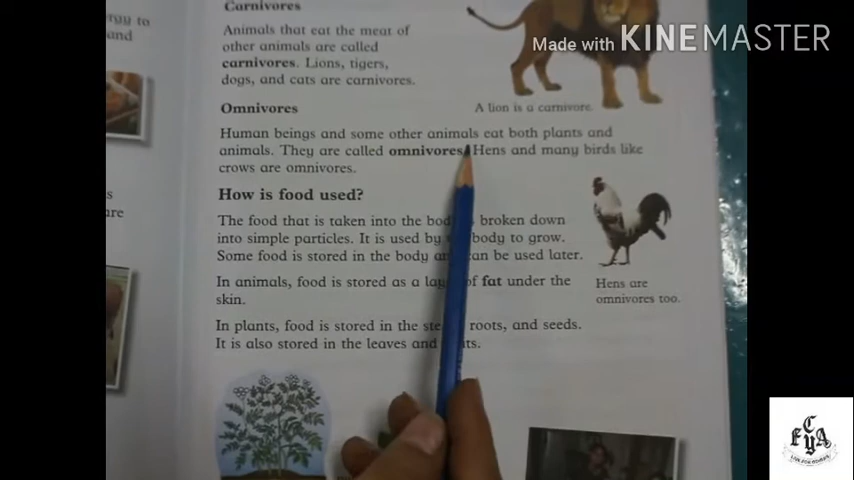 Carnivores
Animals that eat the meat of
other animals are called
carnivores. Lions, tigers,
dogs, and cats are carnivores.
Made with KINEMASTER
A lion is a carnivore.
Omnivores
Human beings and some other animals eat both plants and
animals. They are called omnivores. Hens and many birds like
crows are omnivores.
How is food used?
The food that is taken into the broken down
into simple particles. It is used by body to grow.
Some food is stored in the body can be used later.
In animals, food is stored as a of fat under the
skin.
Hens are
omnivores too.
In plants, food is stored in the roots, and seeds.
It is also stored in the leaves and
to
and
s
are